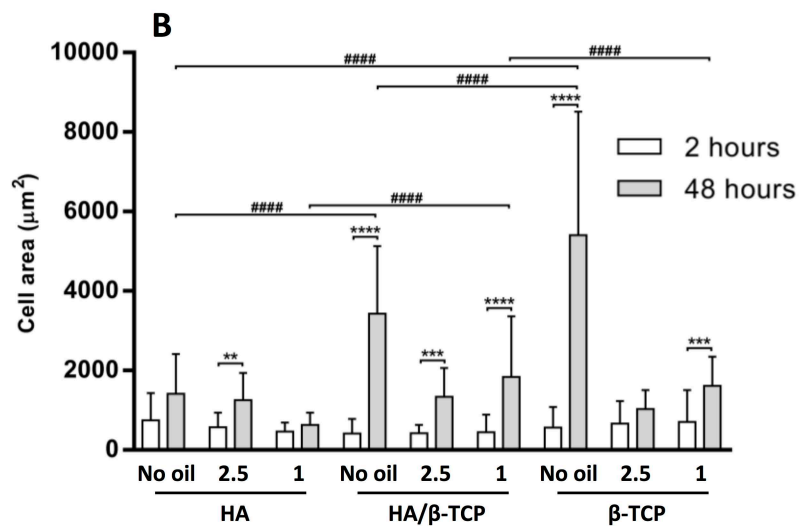 B
10000
8000
6000
4000
2000
0
Cell area (μm²)
####
####
####
****
2 hours
48 hours
####
####
****
****
**
***
***
No oil 2.5 1 No oil 2.5 1 No oil 2.5 1
HA HA/β-TCP β-TCP